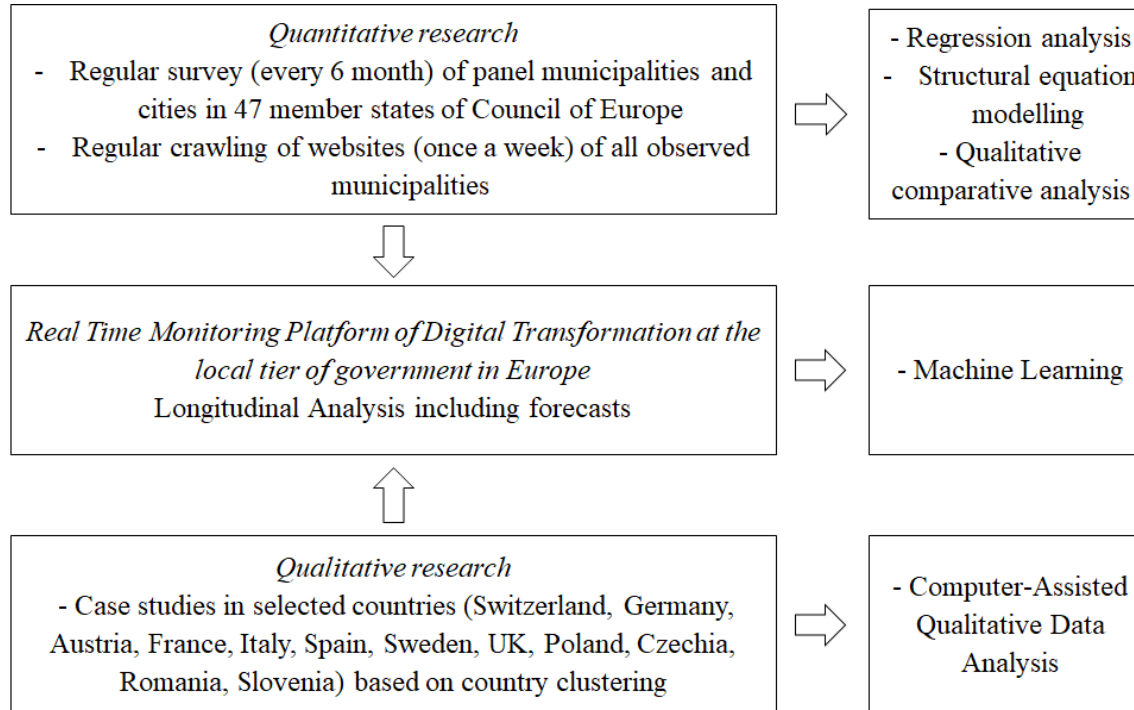 Quantitative research
- Regular survey (every 6 month) of panel municipalities and
cities in 47 member states of Council of Europe
- Regular crawling of websites (once a week) of all observed
municipalities
- Regression analysis
- Structural equation
modelling
- Qualitative
comparative analysis
Real Time Monitoring Platform of Digital Transformation at the
local tier of government in Europe
Longitudinal Analysis including forecasts
- Machine Learning
Qualitative research
- Case studies in selected countries (Switzerland, Germany,
Austria, France, Italy, Spain, Sweden, UK, Poland, Czechia,
Romania, Slovenia) based on country clustering
- Computer-Assisted
Qualitative Data
Analysis